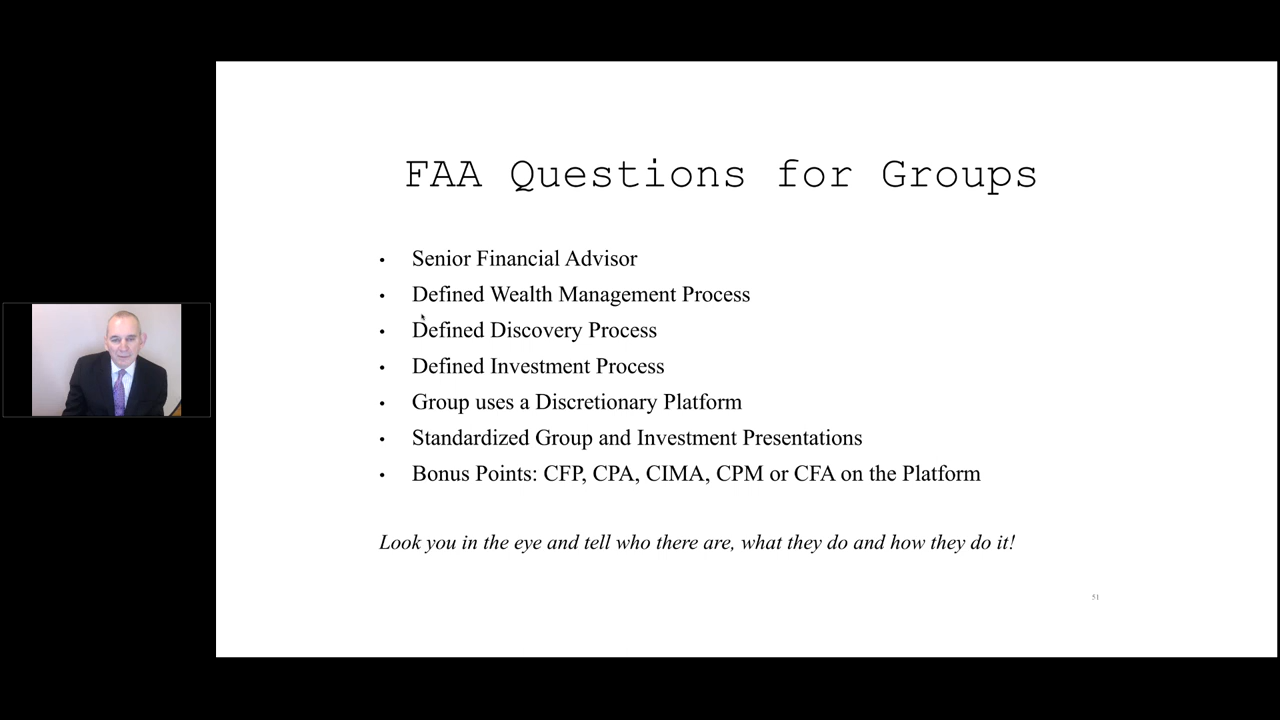 FAA Questions for Groups
• Senior Financial Advisor
• Defined Wealth Management Process
• Defined Discovery Process
• Defined Investment Process
• Group uses a Discretionary Platform
• Standardized Group and Investment Presentations
• Bonus Points: CFP, CPA, CIMA, CPM or CFA on the Platform
Look you in the eye and tell who there are, what they do and how they do it!
51